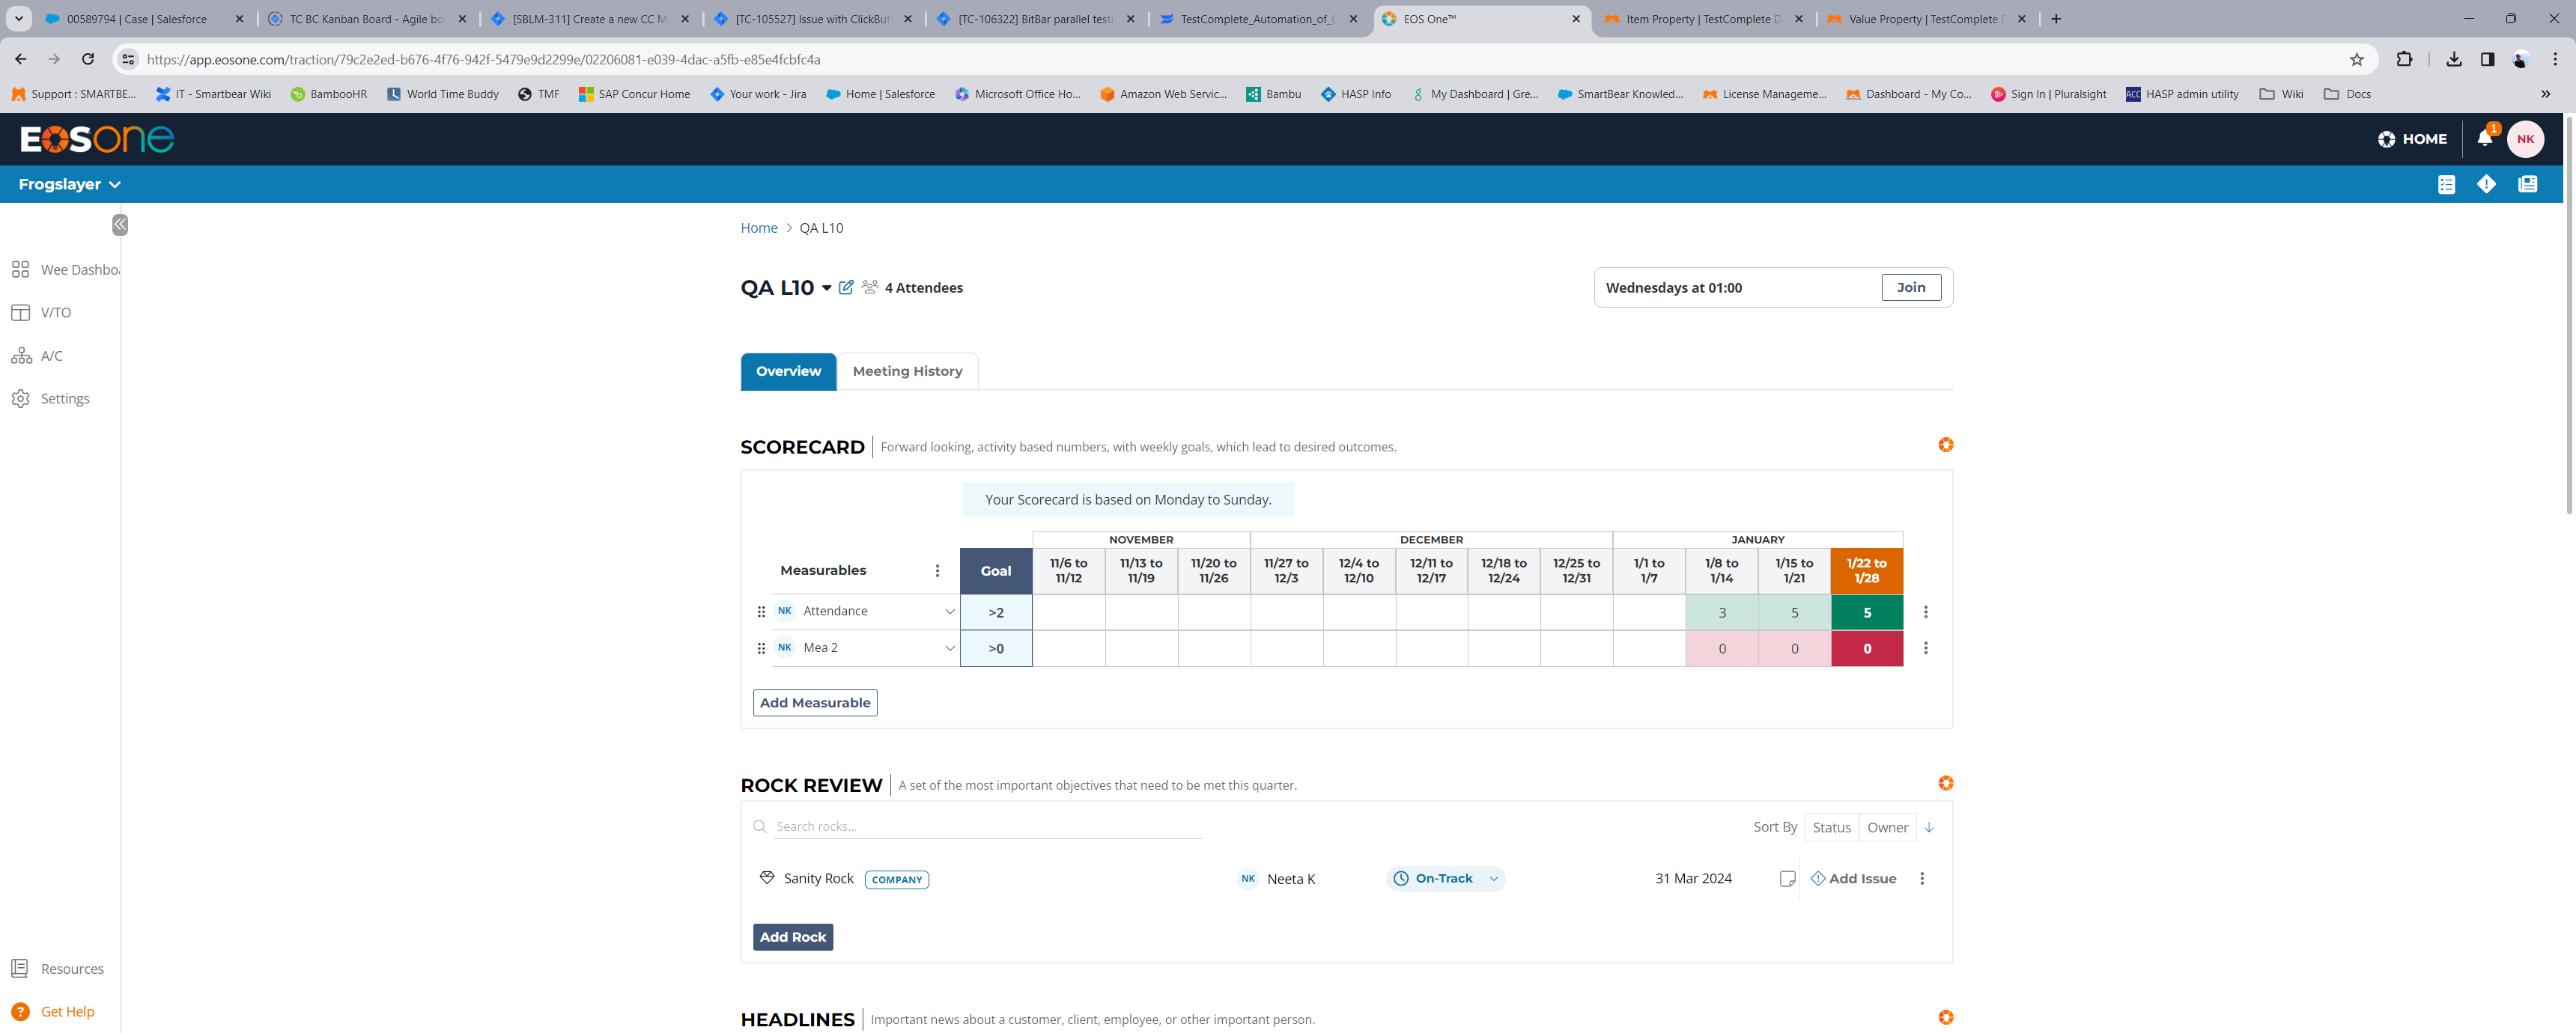 00589794 | Case | Salesforce
TC BC Kanban Board - Agile bo
[SBLM-311] Create a new CC M
[TC-105527] Issue with ClickBut
[TC-106322] BitBar parallel testi
TestComplete_Automation_of_C
EOS One™
Item Property | TestComplete D
Value Property | TestComplete D
https://app.eosone.com/traction/79c2e2ed-b676-4f76-942f-5479e9d2299e/02206081-e039-4dac-a5fb-e85e4fcbfc4a
Support : SMARTBE...
IT - Smartbear Wiki
BambooHR
World Time Buddy
TMF
SAP Concur Home
Your work - Jira
Home | Salesforce
Microsoft Office Ho...
Amazon Web Servic...
Bambu
HASP Info
My Dashboard | Gre...
SmartBear Knowled...
License Manageme...
Dashboard - My Co...
Sign In | Pluralsight
ACC HASP admin utility
Wiki
Docs
EOSone
HOME
1
NK
Frogslayer
Home > QA L10
Wee Dashboa
V/TO
A/C
Settings
QA L10 4 Attendees
Wednesdays at 01:00 Join
Overview Meeting History
SCORECARD Forward looking, activity based numbers, with weekly goals, which lead to desired outcomes.
Your Scorecard is based on Monday to Sunday.
NOVEMBER DECEMBER JANUARY
Measurables Goal 11/6 to 11/12 11/13 to 11/19 11/20 to 11/26 11/27 to 12/3 12/4 to 12/10 12/11 to 12/17 12/18 to 12/24 12/25 to 12/31 1/1 to 1/7 1/8 to 1/14 1/15 to 1/21 1/22 to 1/28
NK Attendance >2 3 5 5
NK Mea 2 >0 0 0 0
Add Measurable
ROCK REVIEW A set of the most important objectives that need to be met this quarter.
Search rocks... Sort By Status Owner
Sanity Rock COMPANY NK Neeta K On-Track 31 Mar 2024 Add Issue
Add Rock
Resources
? Get Help
HEADLINES Important news about a customer, client, employee, or other important person.